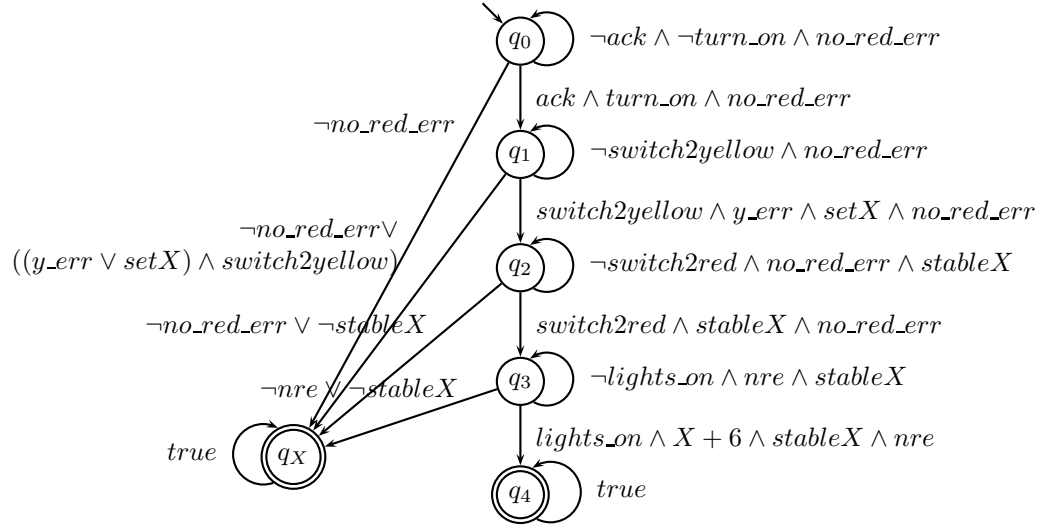 q0 ¬ack ∧ ¬turn_on ∧ no_red_err
ack ∧ turn_on ∧ no_red_err
¬no_red_err
q1 ¬switch2yellow ∧ no_red_err
switch2yellow ∧ y_err ∧ setX ∧ no_red_err
¬no_red_err∨
((y_err ∨ setX) ∧ switch2yellow)
q2 ¬switch2red ∧ no_red_err ∧ stableX
¬no_red_err ∨ ¬stableX
switch2red ∧ stableX ∧ no_red_err
q3 ¬lights_on ∧ nre ∧ stableX
¬nre ∨ ¬stableX
lights_on ∧ X + 6 ∧ stableX ∧ nre
true qX
q4 true